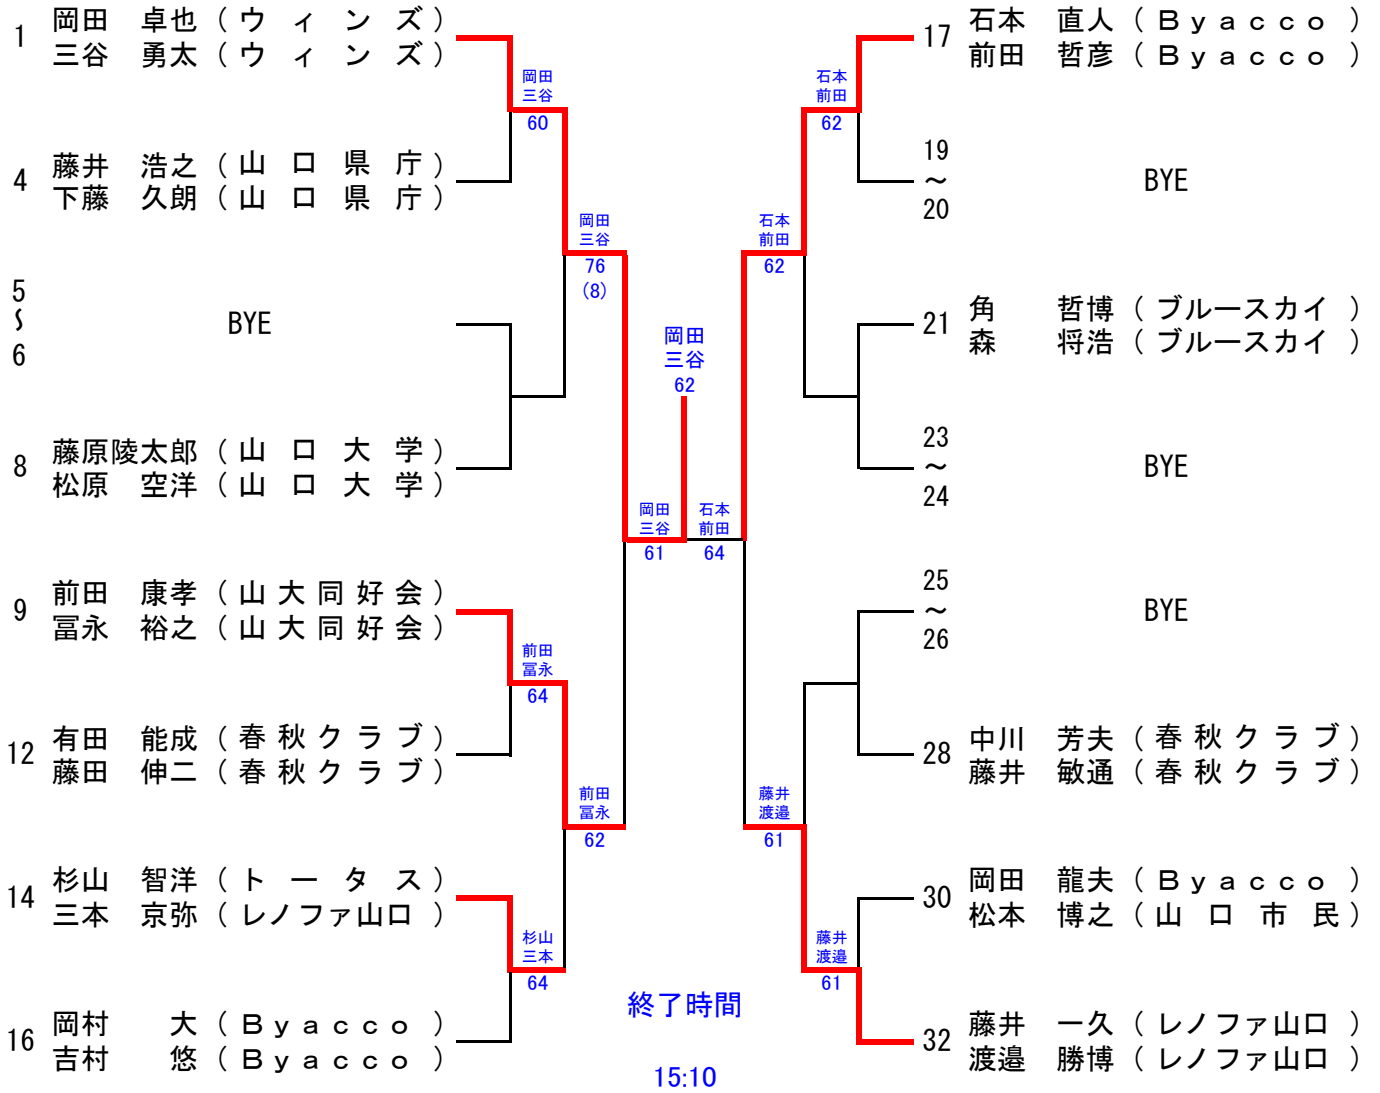 1 岡田 卓也 (ウィンズ)
三谷 勇太 (ウィンズ)
4 藤井 浩之 (山口県庁)
下藤 久朗 (山口県庁)
5
〜
6
BYE
8 藤原陵太郎 (山口大学)
松原 空洋 (山口大学)
9 前田 康孝 (山大同好会)
冨永 裕之 (山大同好会)
12 有田 能成 (春秋クラブ)
藤田 伸二 (春秋クラブ)
14 杉山 智洋 (トータス)
三本 京弥 (レノファ山口)
16 岡村 大 (Byacco)
吉村 悠 (Byacco)
岡田
三谷
60
前田
冨永
64
杉山
三本
64
岡田
三谷
76
(8)
前田
冨永
62
岡田
三谷
61
岡田
三谷
62
石本
前田
64
石本
前田
62
藤井
渡邉
61
石本
前田
62
藤井
渡邉
61
17 石本 直人 (Byacco)
前田 哲彦 (Byacco)
19
〜
20
BYE
21 角 哲博 (ブルースカイ)
森 将浩 (ブルースカイ)
23
〜
24
BYE
25
〜
26
BYE
28 中川 芳夫 (春秋クラブ)
藤井 敏通 (春秋クラブ)
30 岡田 龍夫 (Byacco)
松本 博之 (山口市民)
32 藤井 一久 (レノファ山口)
渡邉 勝博 (レノファ山口)
終了時間
15:10